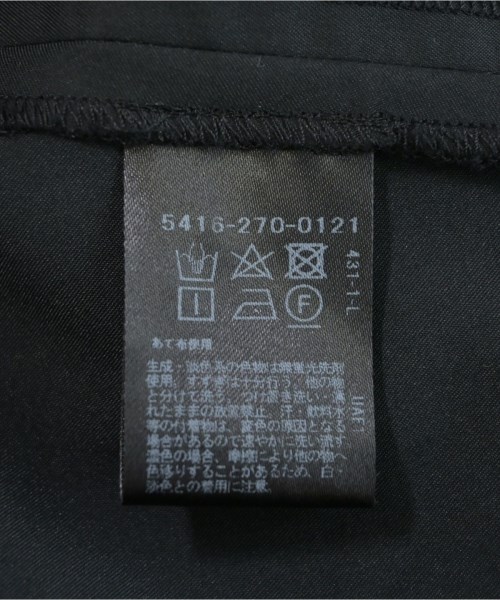 5416-270-0121
431-1-L
F
あて布使用
生成・淡色系の色物は無蛍光洗剤
使用。すすぎは十分行う。他の物
と分けて洗う。つけ置き洗い・濡
れたままの放置禁止。汗・飲料水
等の付着物は、変色の原因となる
場合があるので速やかに洗い流す
濃色の場合、摩擦により他の物へ
色移りすることがあるため、白・
淡色との着用に注意。